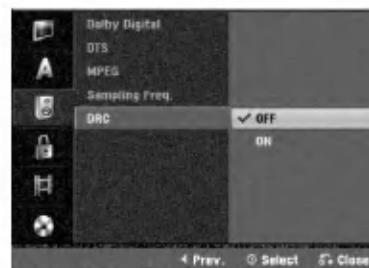 Dolby Digital
DTS
MPEG
Sampling Freq.
DRC
OFF
ON
Prev. Select Close